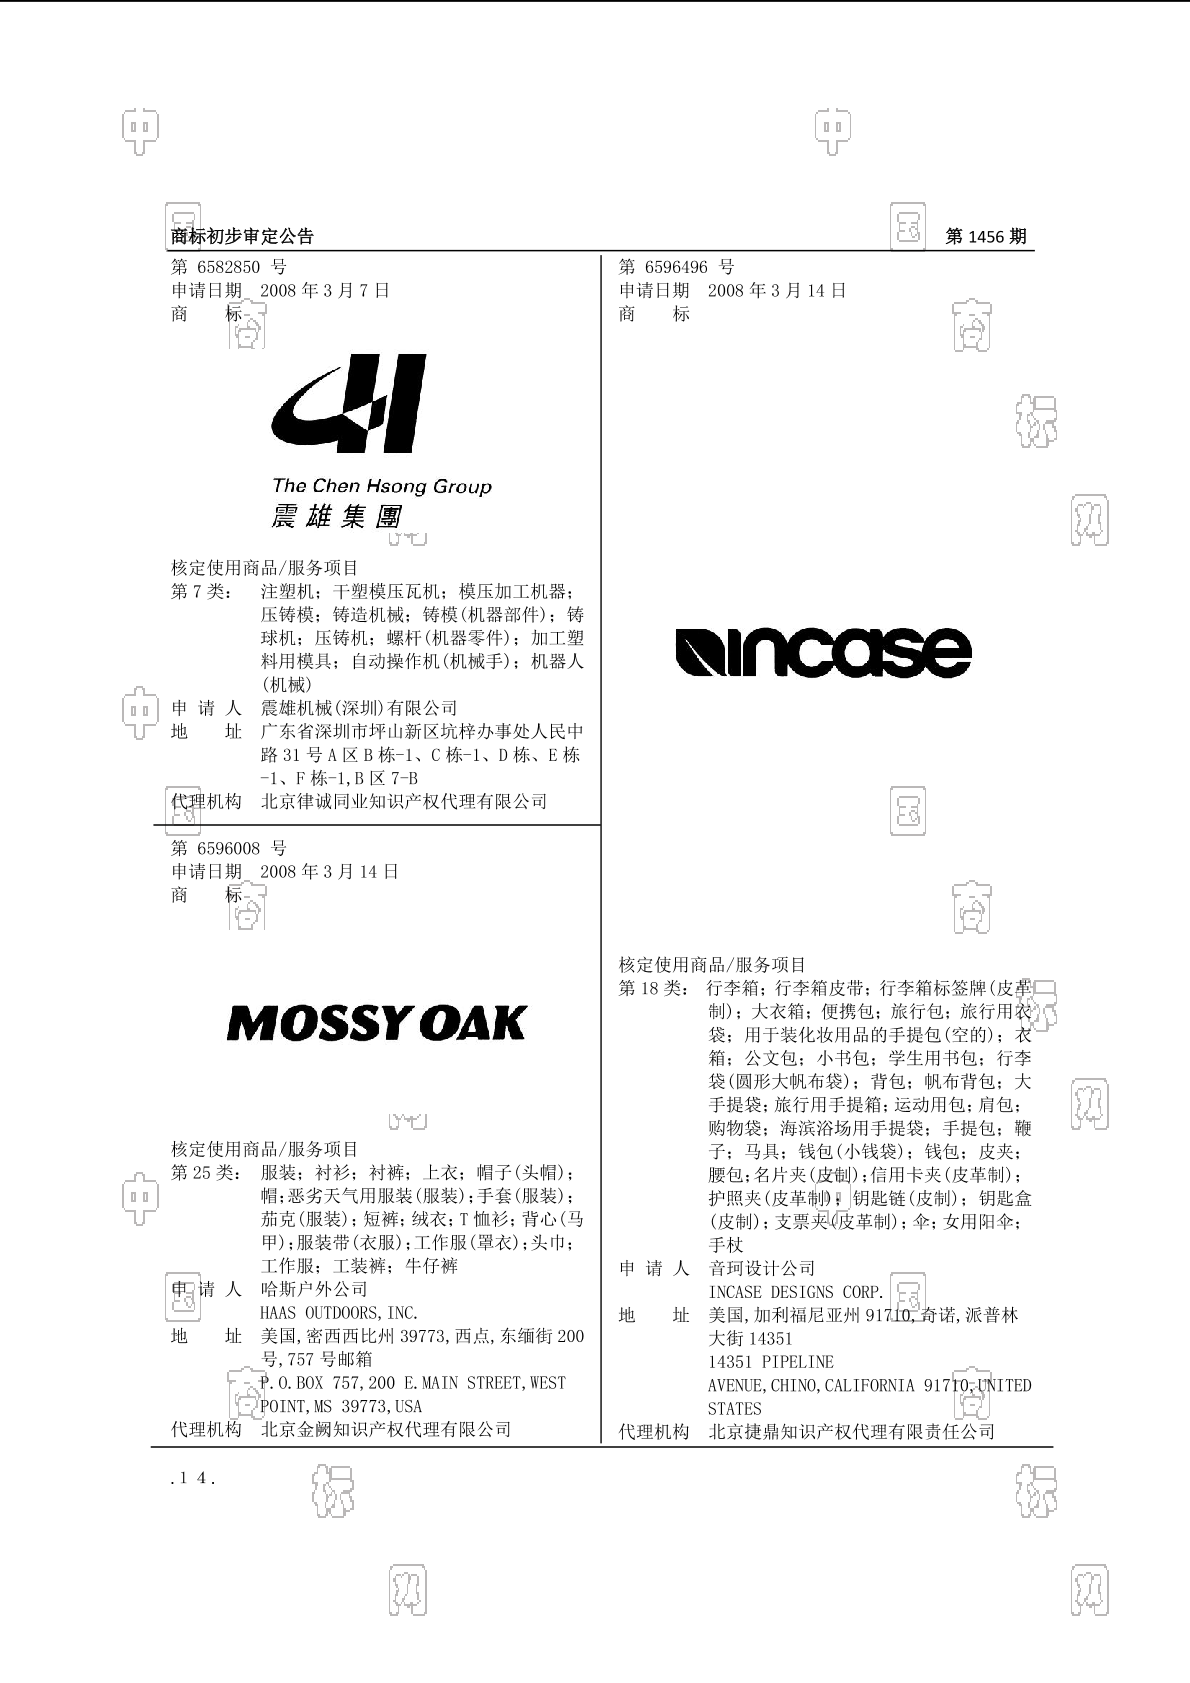 商标初步审定公告 第 1456 期
第 6582850 号
申请日期 2008 年 3 月 7 日
商 标
The Chen Hsong Group
震雄集團
核定使用商品/服务项目
第 7 类： 注塑机；干塑模压瓦机；模压加工机器；
压铸模；铸造机械；铸模(机器部件)；铸
球机；压铸机；螺杆(机器零件)；加工塑
料用模具；自动操作机(机械手)；机器人
(机械)
申 请 人 震雄机械(深圳)有限公司
地 址 广东省深圳市坪山新区坑梓办事处人民中
路 31 号 A 区 B 栋-1、C 栋-1、D 栋、E 栋
-1、F 栋-1,B 区 7-B
代理机构 北京律诚同业知识产权代理有限公司
第 6596008 号
申请日期 2008 年 3 月 14 日
商 标
MOSSY OAK
核定使用商品/服务项目
第 25 类： 服装；衬衫；衬裤；上衣；帽子(头帽)；
帽；恶劣天气用服装(服装)；手套(服装)；
茄克(服装)；短裤；绒衣；T 恤衫；背心(马
甲)；服装带(衣服)；工作服(罩衣)；头巾；
工作服；工装裤；牛仔裤
申 请 人 哈斯户外公司
HAAS OUTDOORS,INC.
地 址 美国,密西西比州 39773,西点,东缅街 200
号,757 号邮箱
P.O.BOX 757,200 E.MAIN STREET,WEST
POINT,MS 39773,USA
代理机构 北京金阙知识产权代理有限公司
第 6596496 号
申请日期 2008 年 3 月 14 日
商 标
incase
核定使用商品/服务项目
第 18 类： 行李箱；行李箱皮带；行李箱标签牌(皮革
制)；大衣箱；便携包；旅行包；旅行用衣
袋；用于装化妆用品的手提包(空的)；衣
箱；公文包；小书包；学生用书包；行李
袋(圆形大帆布袋)；背包；帆布背包；大
手提袋；旅行用手提箱；运动用包；肩包；
购物袋；海滨浴场用手提袋；手提包；鞭
子；马具；钱包(小钱袋)；钱包；皮夹；
腰包；名片夹(皮制)；信用卡夹(皮革制)；
护照夹(皮革制)；钥匙链(皮制)；钥匙盒
(皮制)；支票夹(皮革制)；伞；女用阳伞；
手杖
申 请 人 音珂设计公司
INCASE DESIGNS CORP.
地 址 美国,加利福尼亚州 91710,奇诺,派普林
大街 14351
14351 PIPELINE
AVENUE,CHINO,CALIFORNIA 91710,UNITED
STATES
代理机构 北京捷鼎知识产权代理有限责任公司
.14.